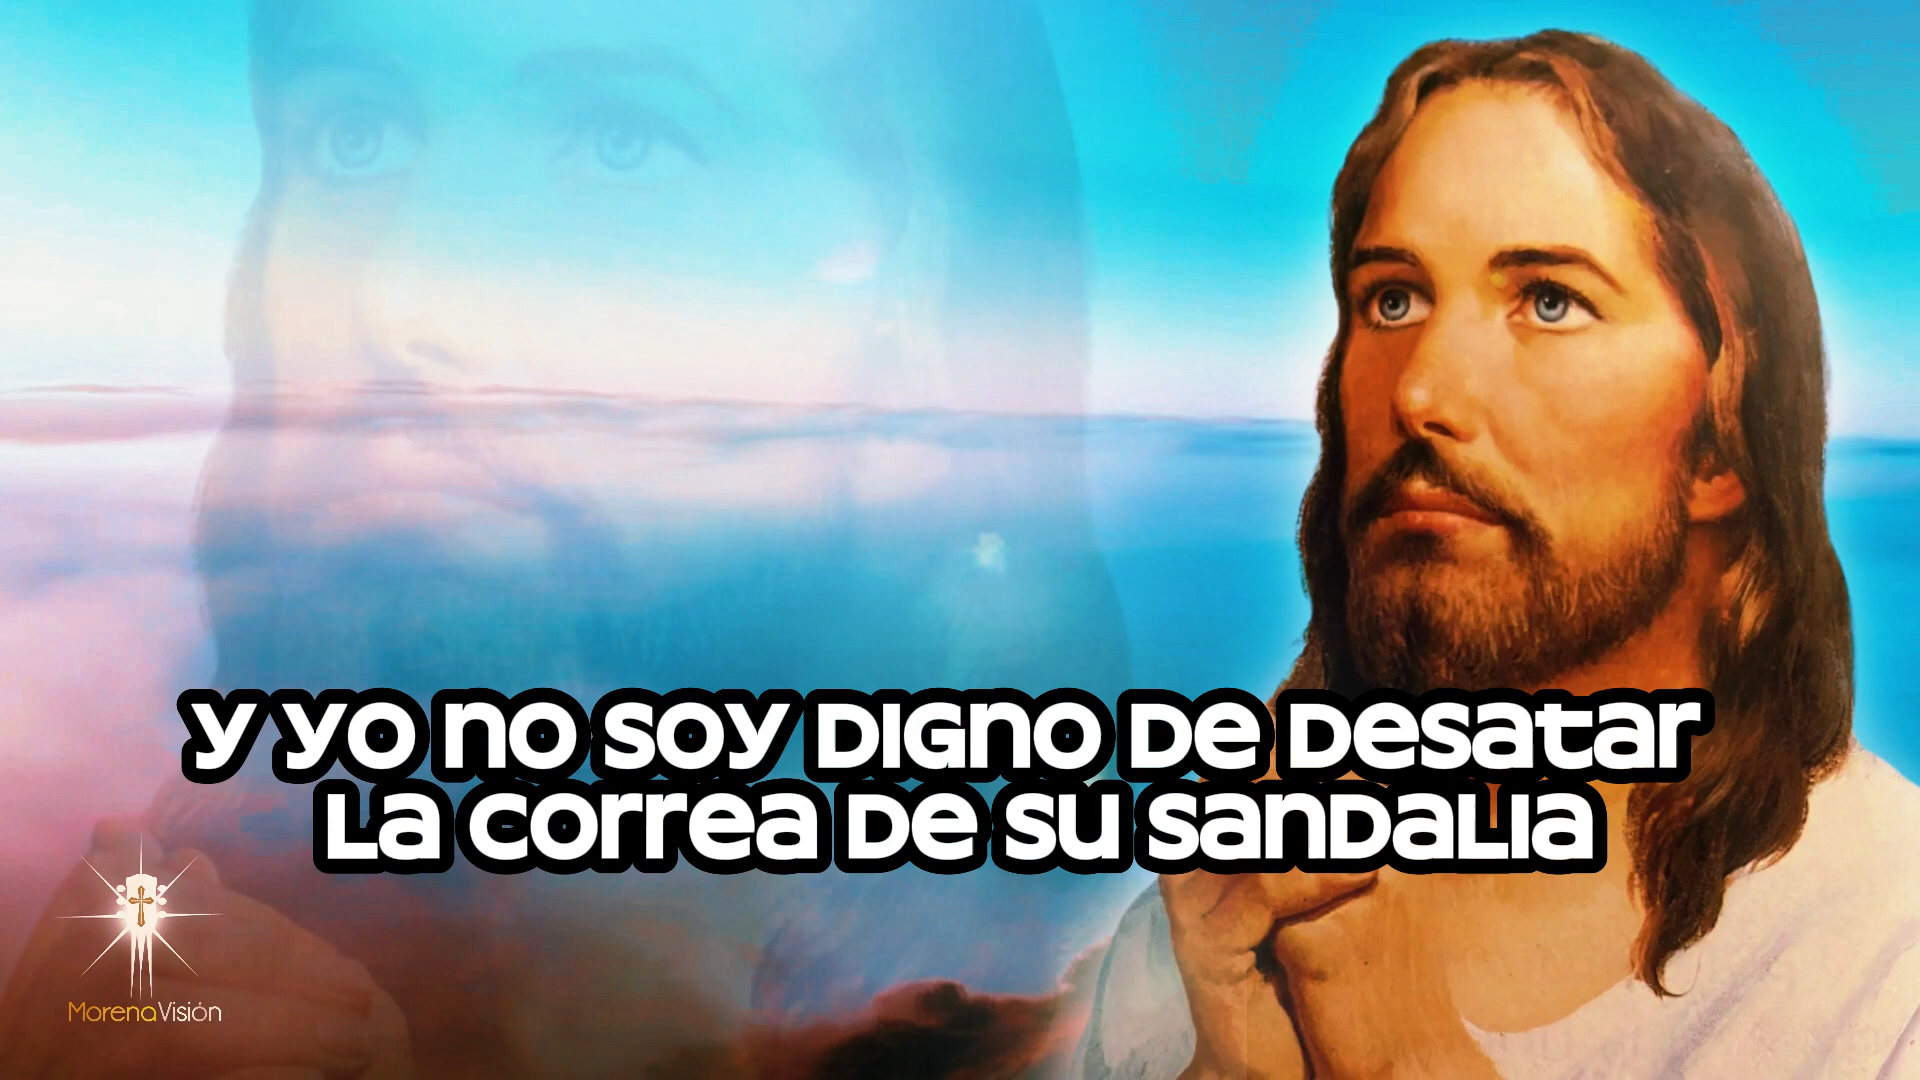 Y YO NO SOY DIGNO DE DESATAR
LA CORREA DE SU SANDALIA
MorenaVisión